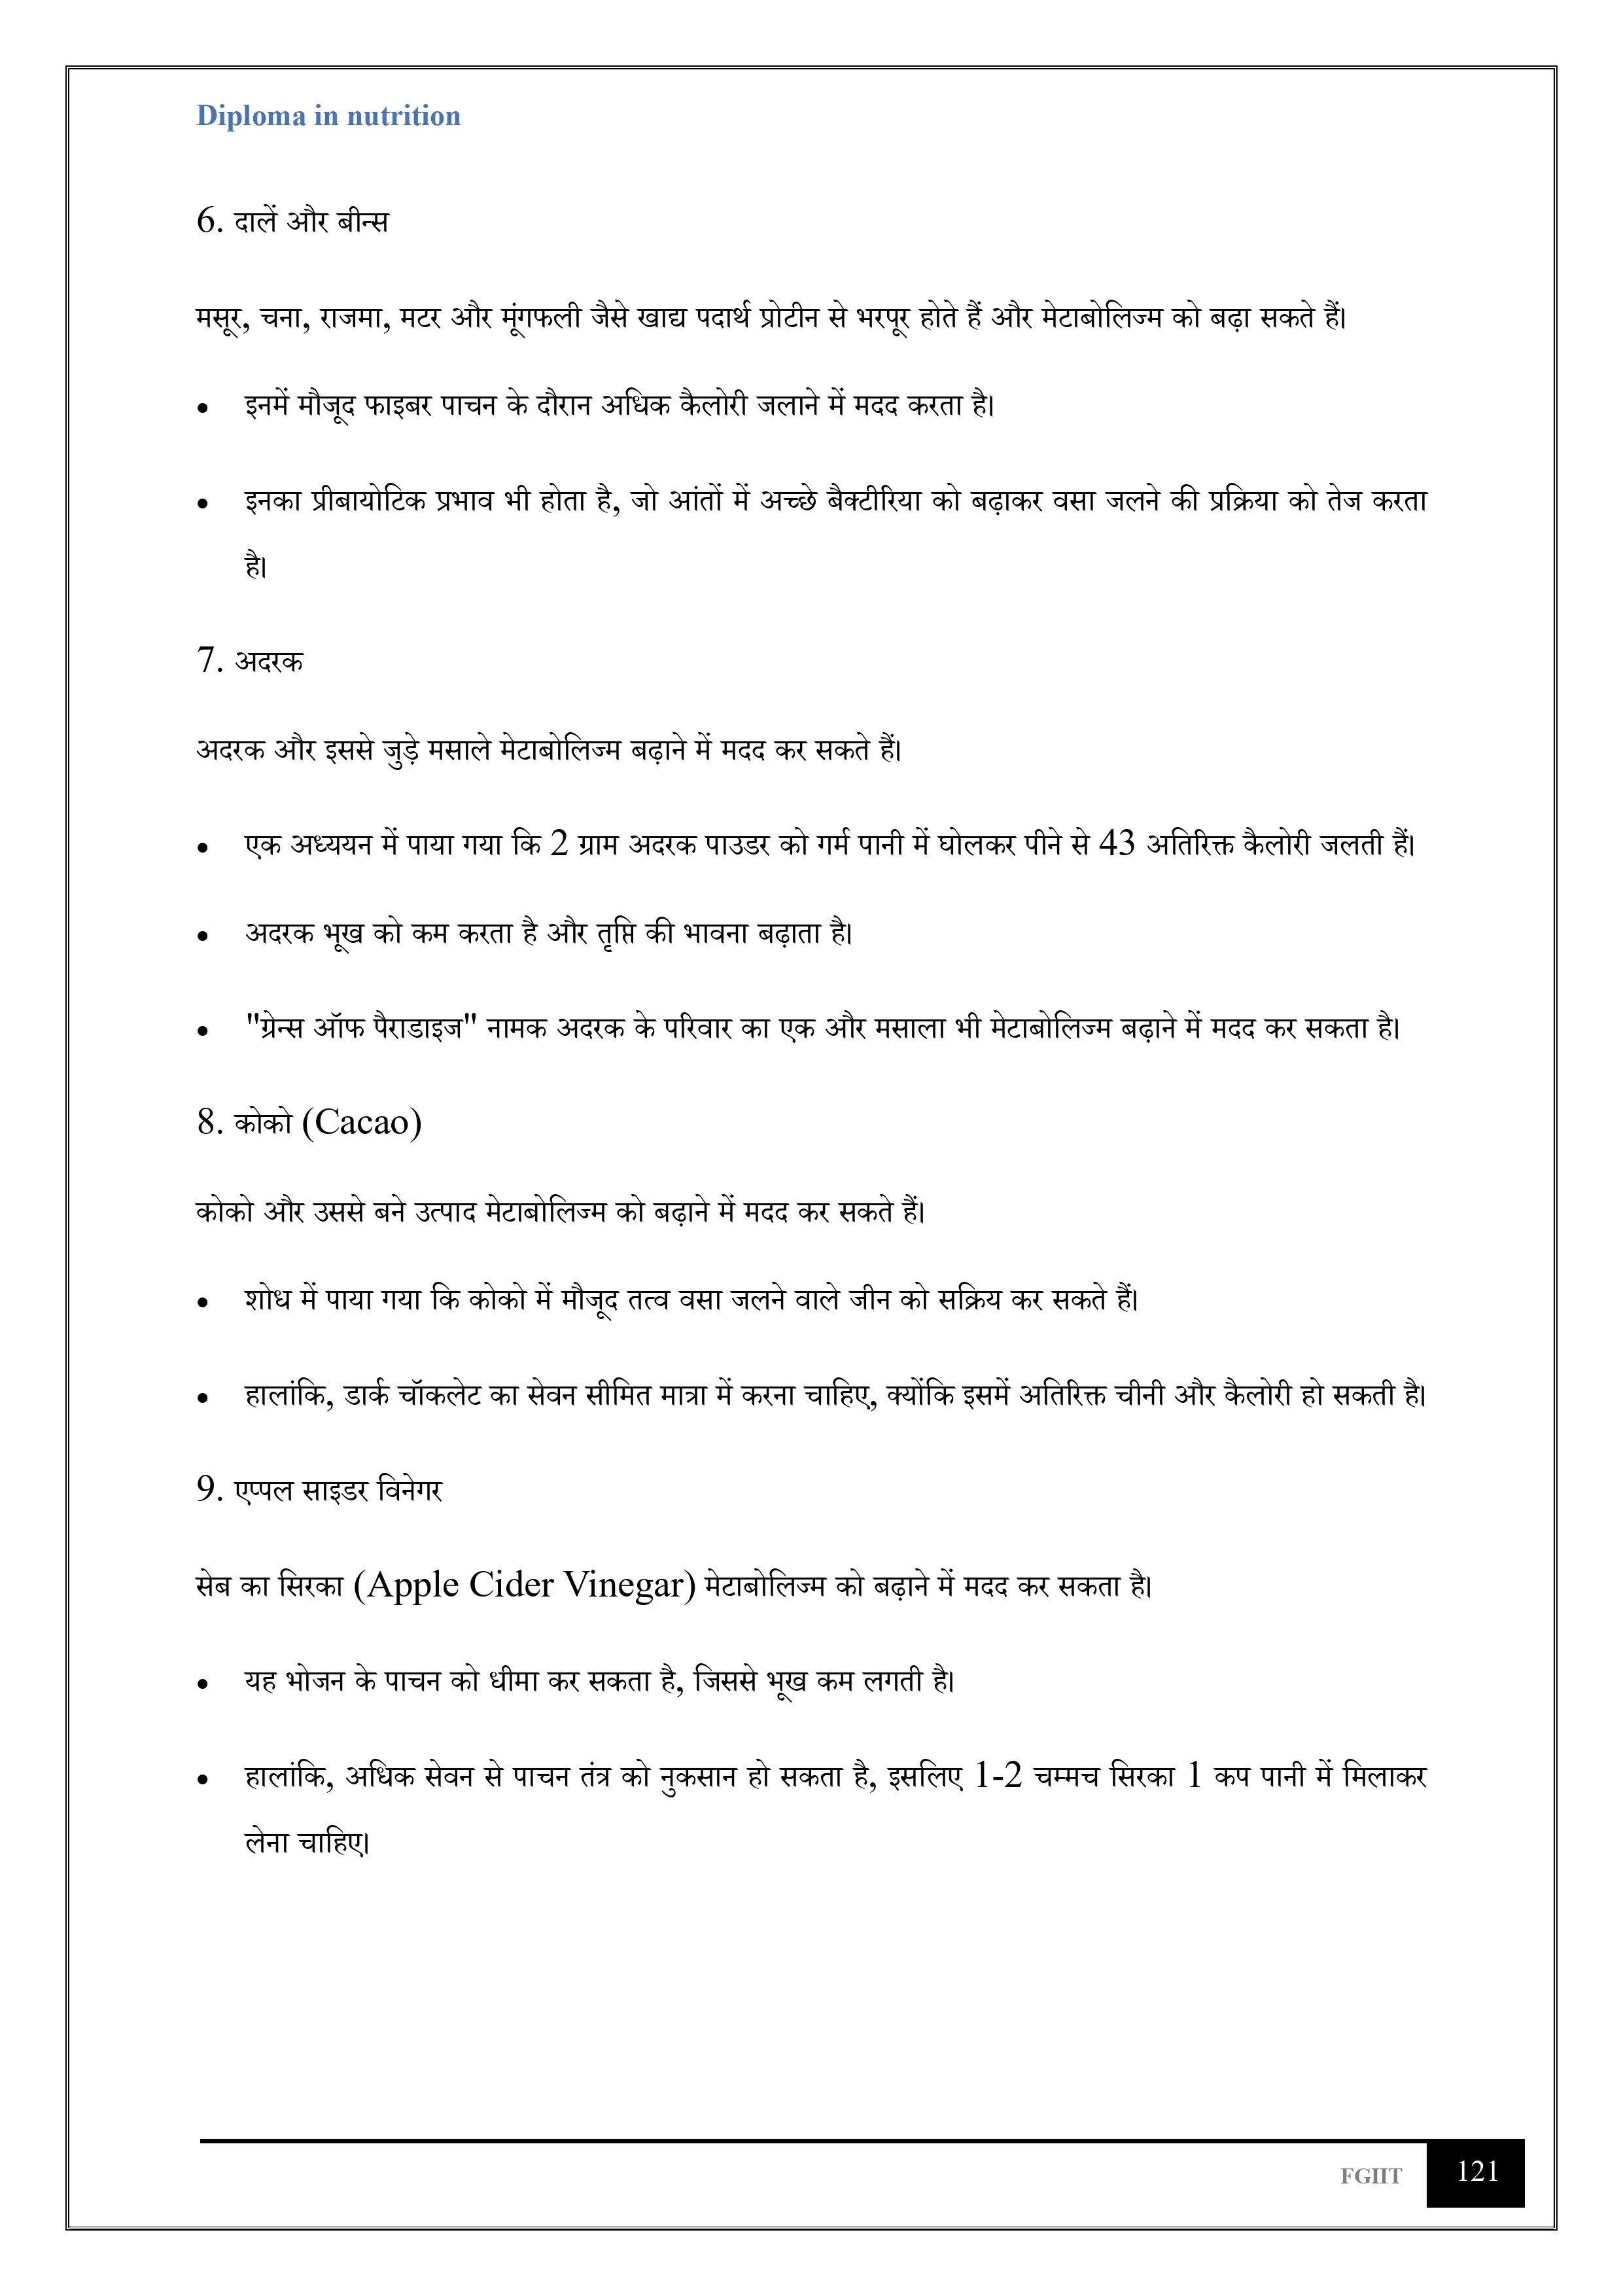 Diploma in nutrition
6. दालें और बीन्स
मसूर, चना, राजमा, मटर और मूंगफली जैसे खाद्य पदार्थ प्रोटीन से भरपूर होते हैं और मेटाबोलिज्म को बढ़ा सकते हैं।
• इनमें मौजूद फाइबर पाचन के दौरान अधिक कैलोरी जलाने में मदद करता है।
• इनका प्रीबायोटिक प्रभाव भी होता है, जो आंतों में अच्छे बैक्टीरिया को बढ़ाकर वसा जलने की प्रक्रिया को तेज करता
है।
7. अदरक
अदरक और इससे जुड़े मसाले मेटाबोलिज्म बढ़ाने में मदद कर सकते हैं।
• एक अध्ययन में पाया गया कि 2 ग्राम अदरक पाउडर को गर्म पानी में घोलकर पीने से 43 अतिरिक्त कैलोरी जलती हैं।
• अदरक भूख को कम करता है और तृप्ति की भावना बढ़ाता है।
• "ग्रेन्स ऑफ पैराडाइज" नामक अदरक के परिवार का एक और मसाला भी मेटाबोलिज्म बढ़ाने में मदद कर सकता है।
8. कोको (Cacao)
कोको और उससे बने उत्पाद मेटाबोलिज्म को बढ़ाने में मदद कर सकते हैं।
• शोध में पाया गया कि कोको में मौजूद तत्व वसा जलने वाले जीन को सक्रिय कर सकते हैं।
• हालांकि, डार्क चॉकलेट का सेवन सीमित मात्रा में करना चाहिए, क्योंकि इसमें अतिरिक्त चीनी और कैलोरी हो सकती है।
9. एप्पल साइडर विनेगर
सेब का सिरका (Apple Cider Vinegar) मेटाबोलिज्म को बढ़ाने में मदद कर सकता है।
• यह भोजन के पाचन को धीमा कर सकता है, जिससे भूख कम लगती है।
• हालांकि, अधिक सेवन से पाचन तंत्र को नुकसान हो सकता है, इसलिए 1-2 चम्मच सिरका 1 कप पानी में मिलाकर
लेना चाहिए।
FGIIT 121